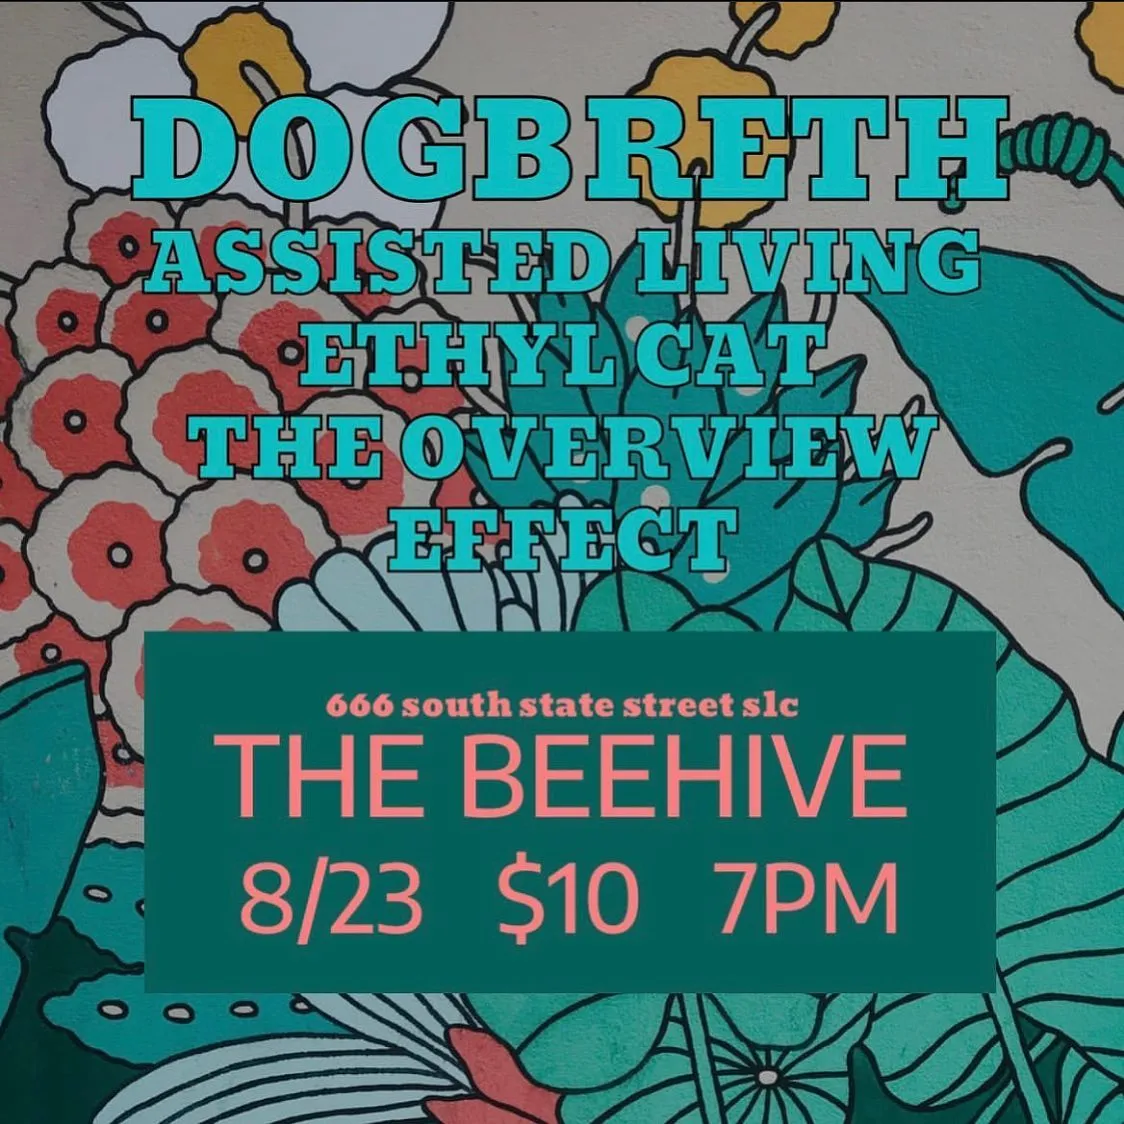 DOGBRETH
ASSISTED LIVING
ETHYL CAT
THE OVERVIEW
EFFECT
666 south state street slc
THE BEEHIVE
8/23 $10 7PM